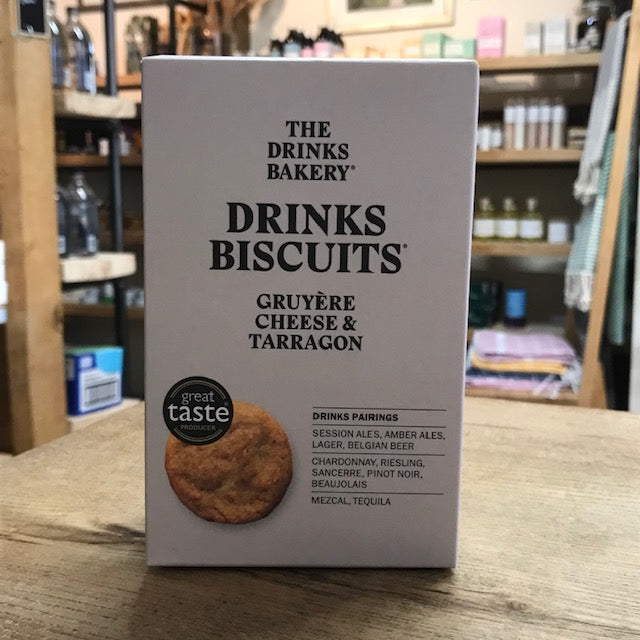 THE
DRINKS
BAKERY®
DRINKS
BISCUITS®
GRUYÈRE
CHEESE &
TARRAGON
great
taste
PRODUCER
DRINKS PAIRINGS
SESSION ALES, AMBER ALES,
LAGER, BELGIAN BEER
CHARDONNAY, RIESLING,
SANCERRE, PINOT NOIR,
BEAUJOLAIS
MEZCAL, TEQUILA